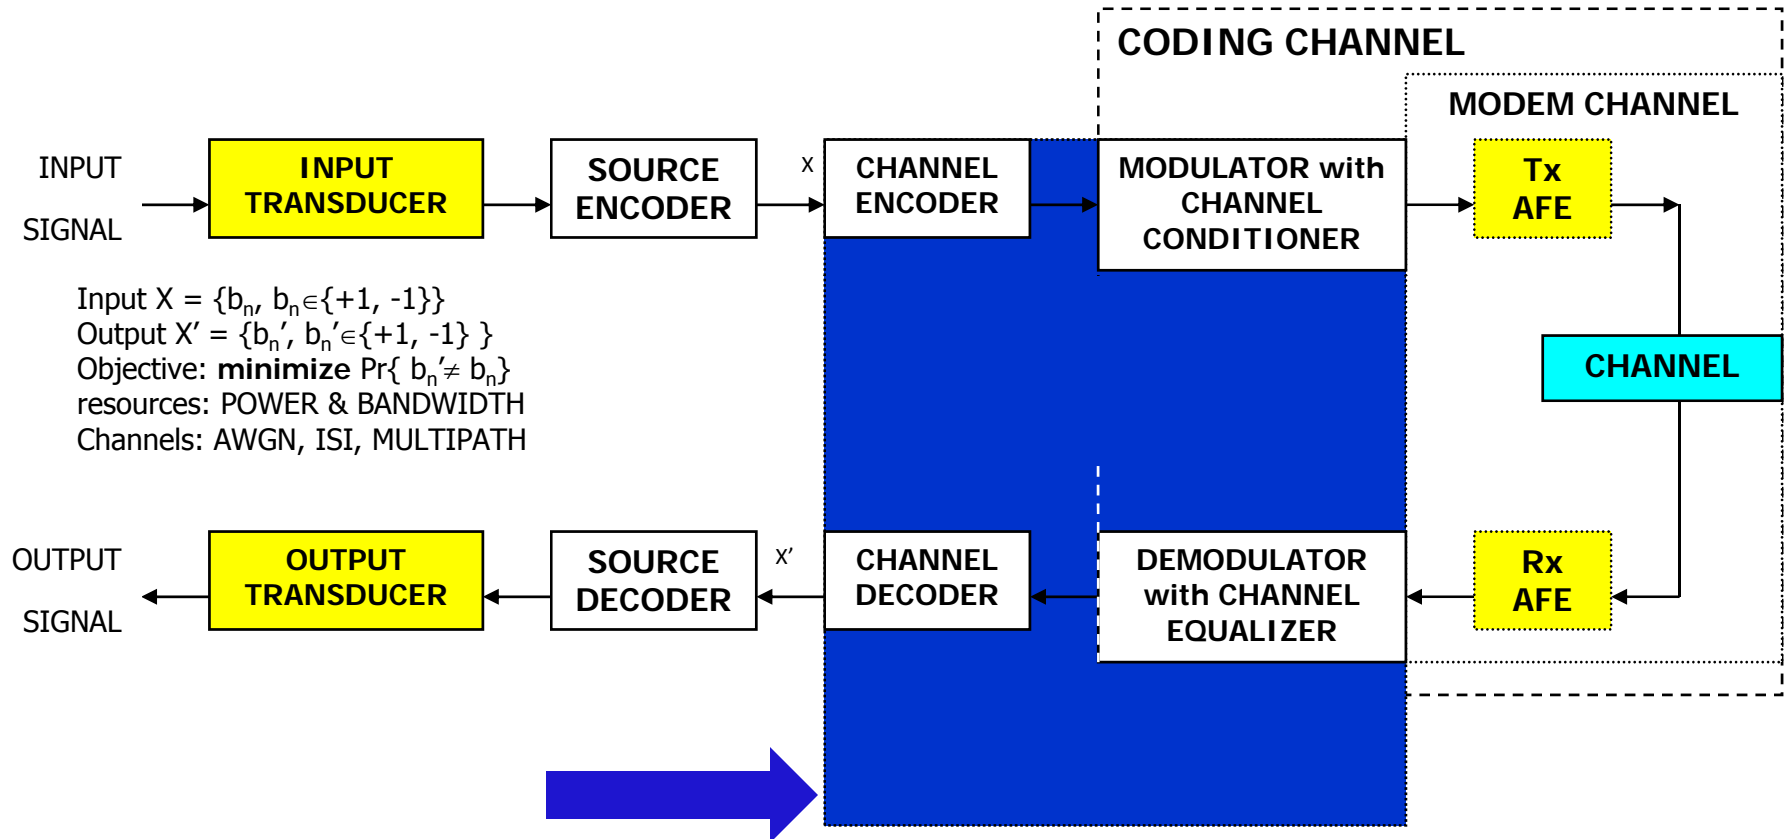 CODING CHANNEL
MODEM CHANNEL
INPUT
SIGNAL
INPUT
TRANSDUCER
SOURCE
ENCODER
X
CHANNEL
ENCODER
MODULATOR with
CHANNEL
CONDITIONER
Tx
AFE
Input X = {bₙ, bₙ∈{+1, -1}}
Output X′ = {bₙ′, bₙ′∈{+1, -1} }
Objective: minimize Pr{ bₙ′≠ bₙ}
resources: POWER & BANDWIDTH
Channels: AWGN, ISI, MULTIPATH
CHANNEL
OUTPUT
SIGNAL
OUTPUT
TRANSDUCER
SOURCE
DECODER
X′
CHANNEL
DECODER
DEMODULATOR
with CHANNEL
EQUALIZER
Rx
AFE